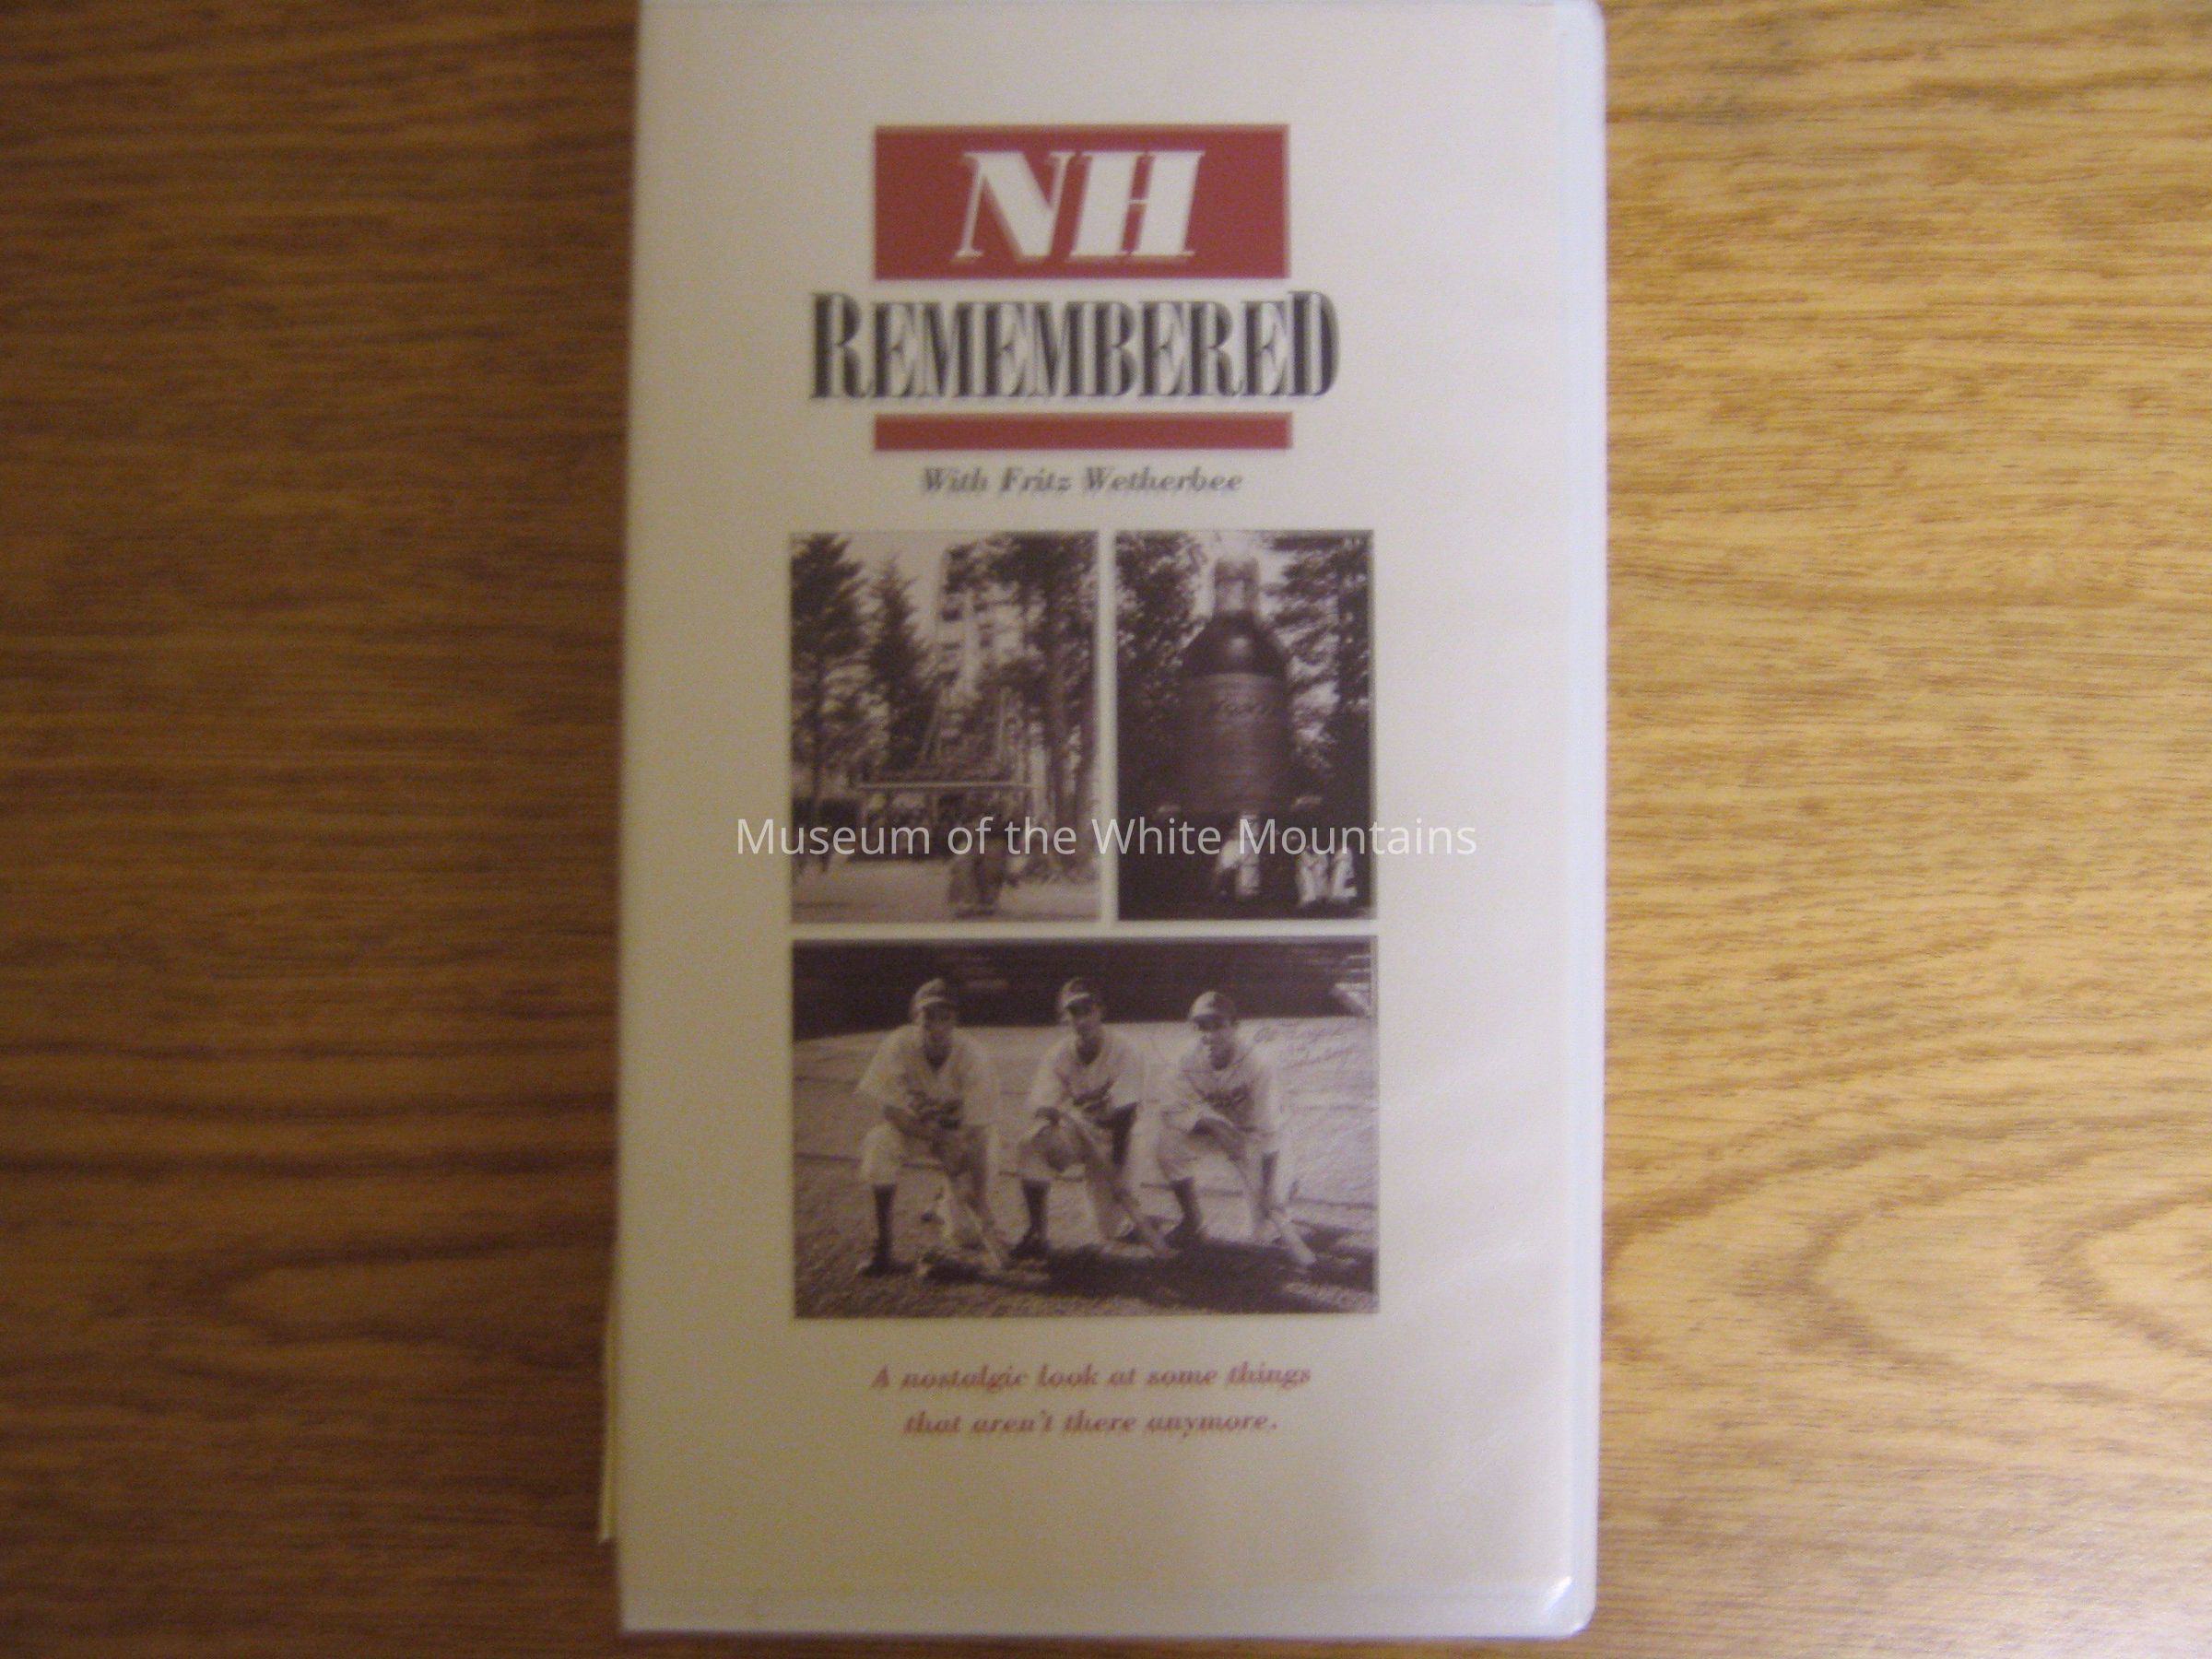 NH
REMEMBERED
With Fritz Wetherbee
Museum of the White Mountains
A nostalgic look at some things
that aren't there anymore.